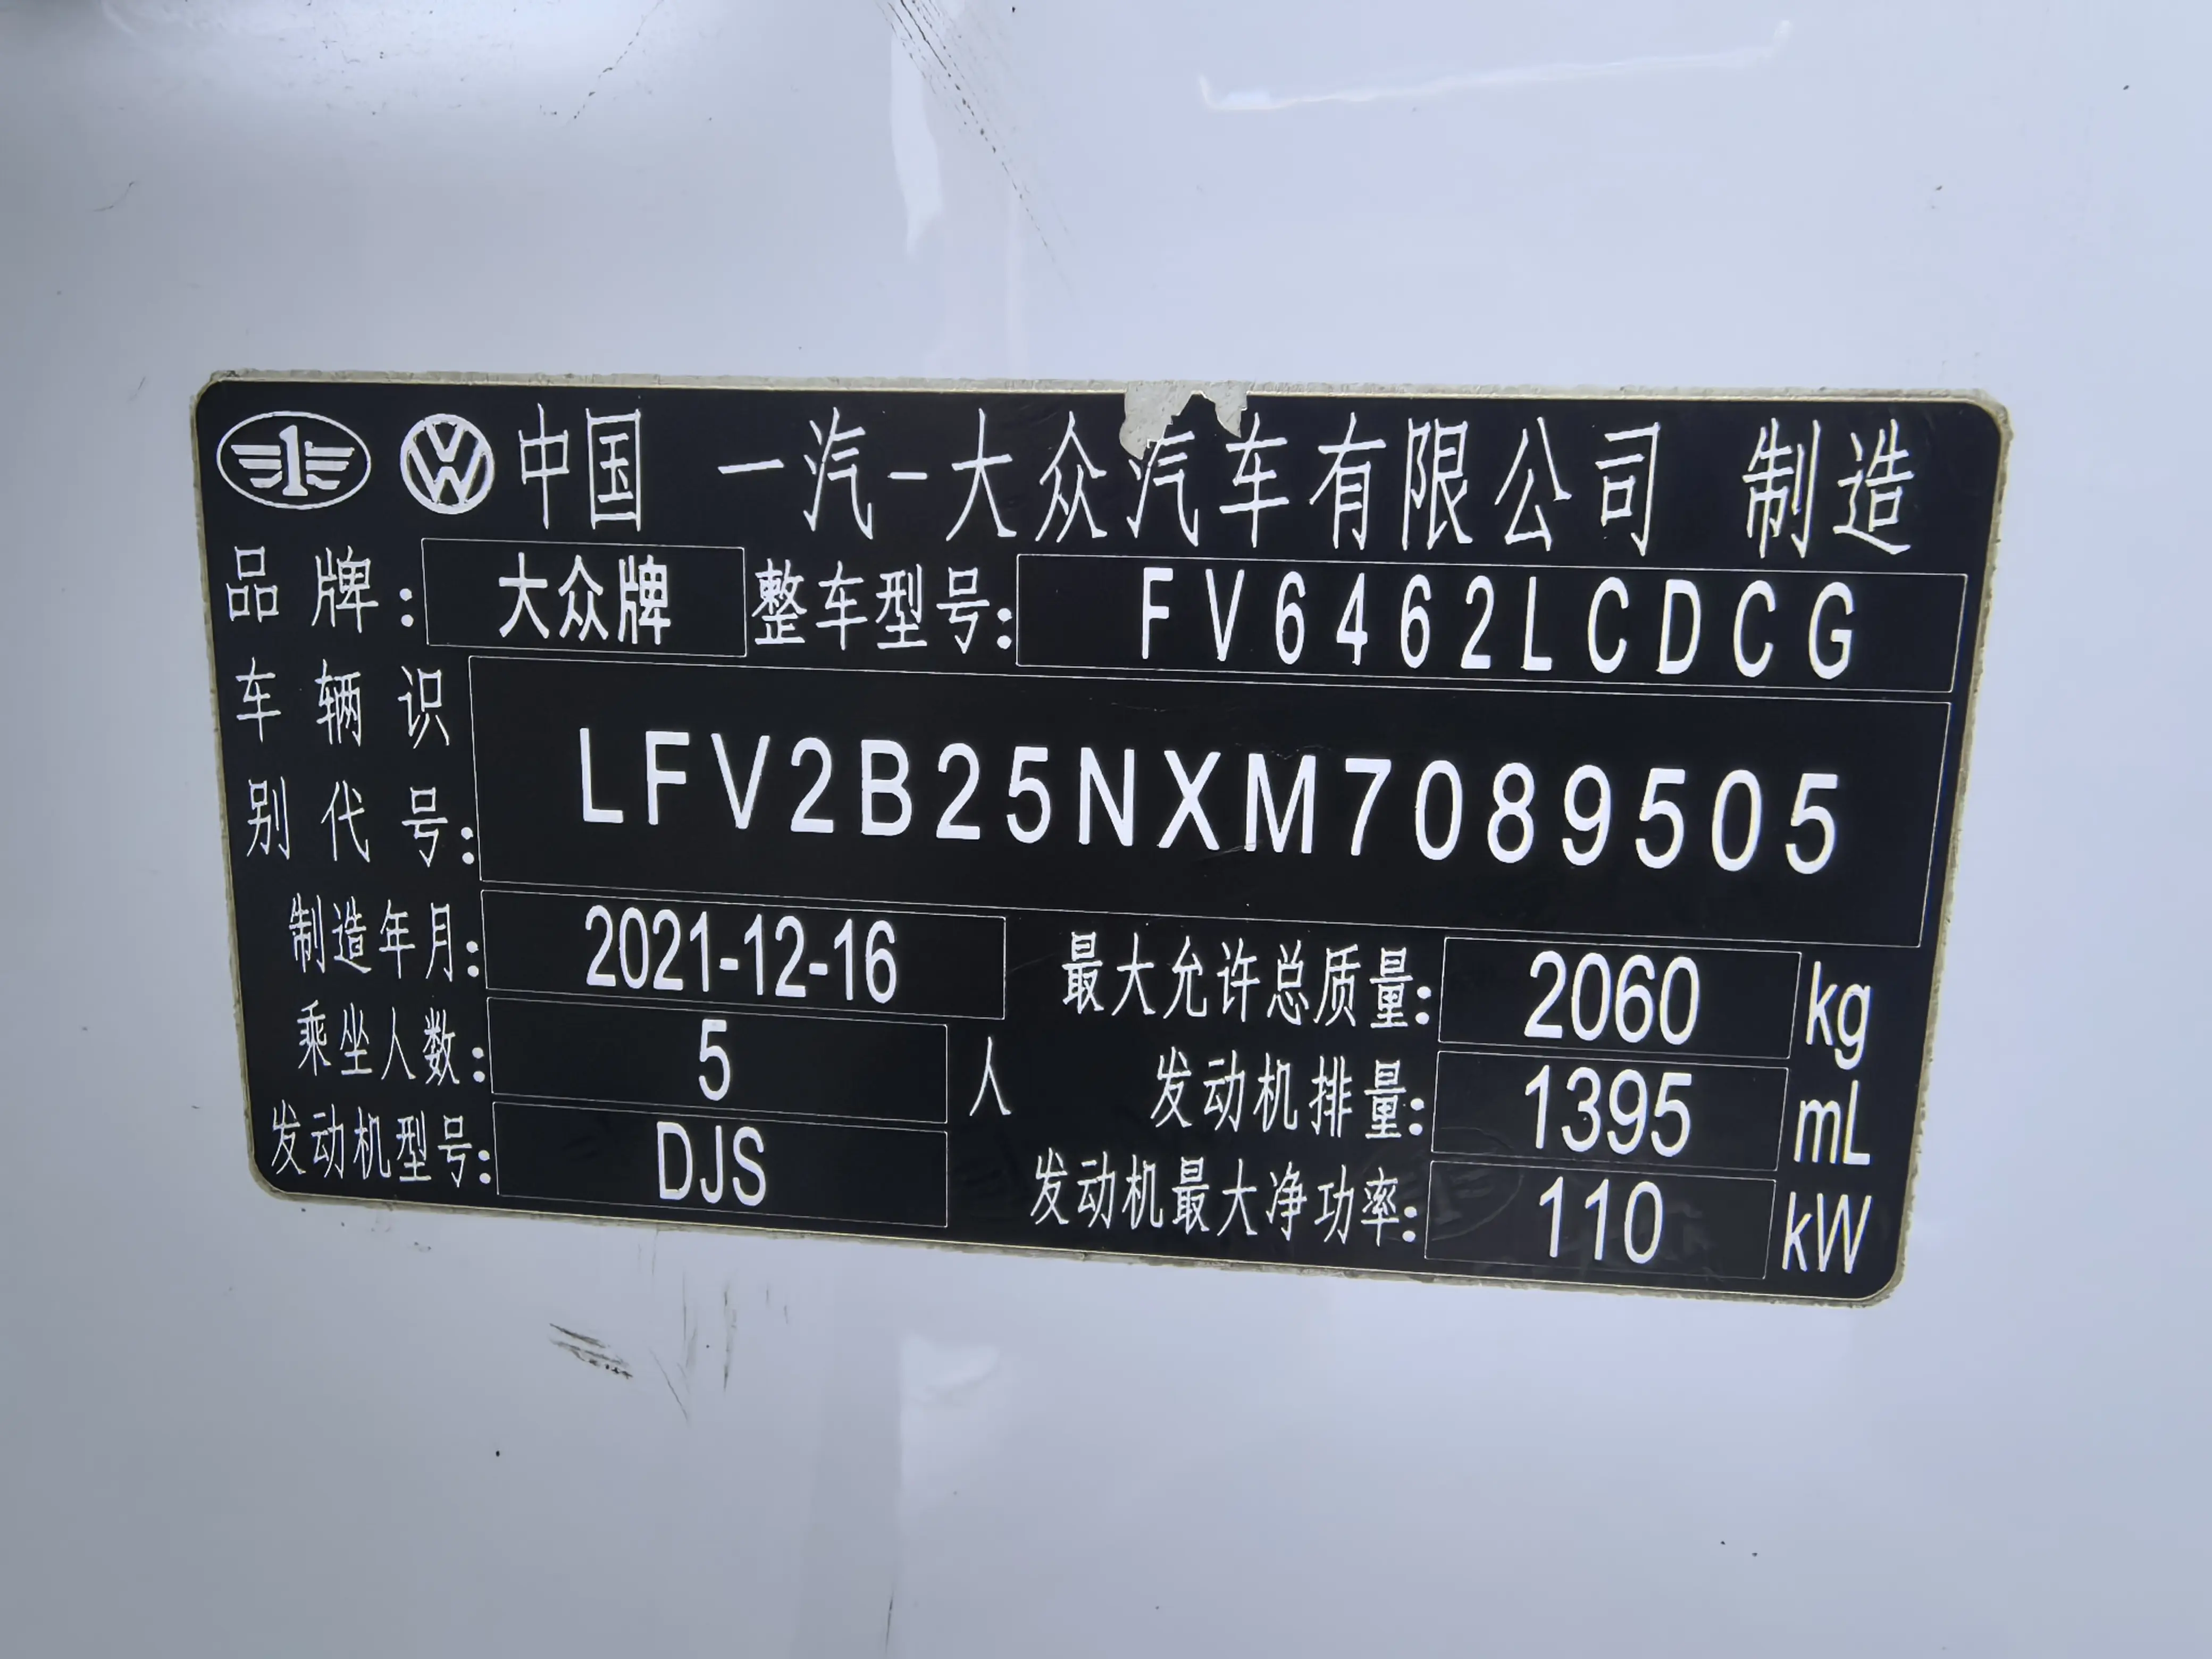 中国 一汽-大众汽车有限公司 制造
品牌: 大众牌 整车型号: FV6462LCDCG
车辆识别代号: LFV2B25NXM7089505
制造年月: 2021-12-16 最大允许总质量: 2060 kg
乘坐人数: 5 人 发动机排量: 1395 mL
发动机型号: DJS 发动机最大净功率: 110 kW